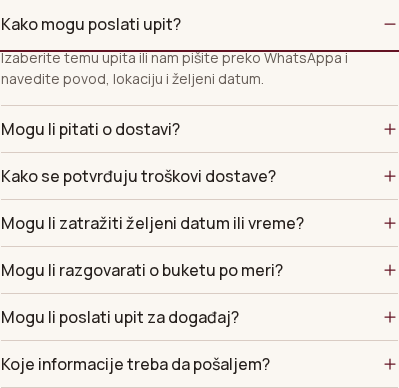 Kako mogu poslati upit?
Izaberite temu upita ili nam pišite preko WhatsAppa i
navedite povod, lokaciju i željeni datum.
Mogu li pitati o dostavi?
Kako se potvrđuju troškovi dostave?
Mogu li zatražiti željeni datum ili vreme?
Mogu li razgovarati o buketu po meri?
Mogu li poslati upit za događaj?
Koje informacije treba da pošaljem?